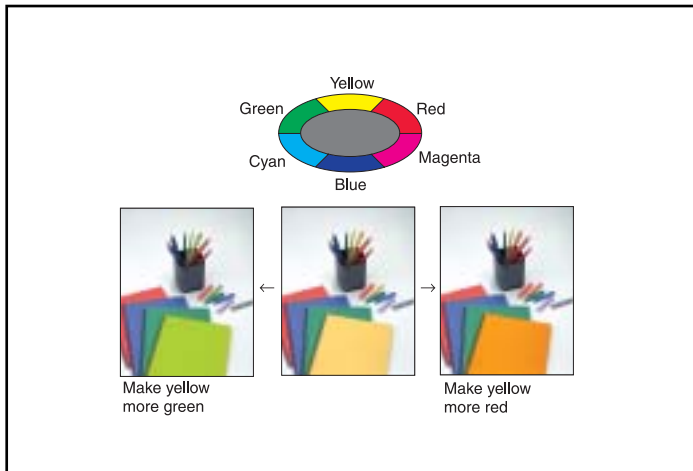 Yellow
Green
Red
Cyan
Magenta
Blue
Make yellow
more green
Make yellow
more red